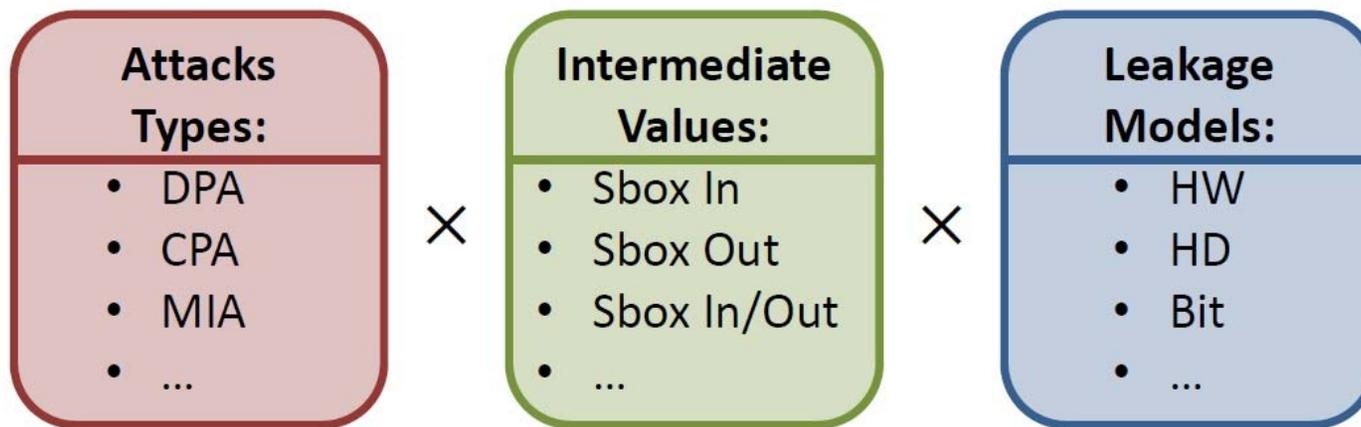 Attacks
Types:
• DPA
• CPA
• MIA
• ...
×
Intermediate
Values:
• Sbox In
• Sbox Out
• Sbox In/Out
• ...
×
Leakage
Models:
• HW
• HD
• Bit
• ...